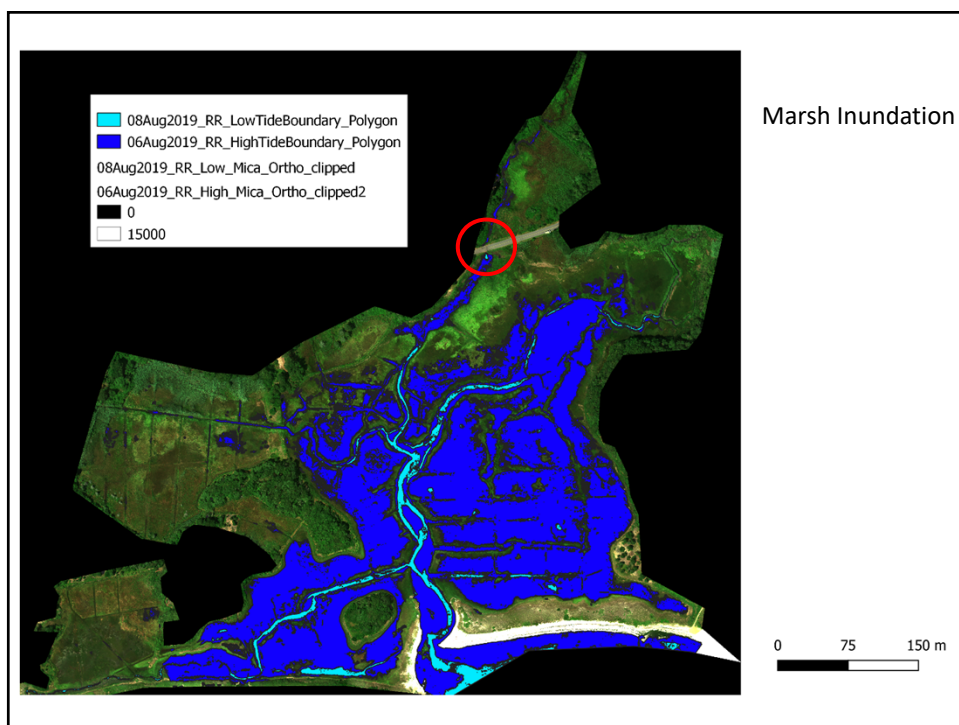 Marsh Inundation
08Aug2019_RR_LowTideBoundary_Polygon
06Aug2019_RR_HighTideBoundary_Polygon
08Aug2019_RR_Low_Mica_Ortho_clipped
06Aug2019_RR_High_Mica_Ortho_clipped2
0
15000
0 75 150 m